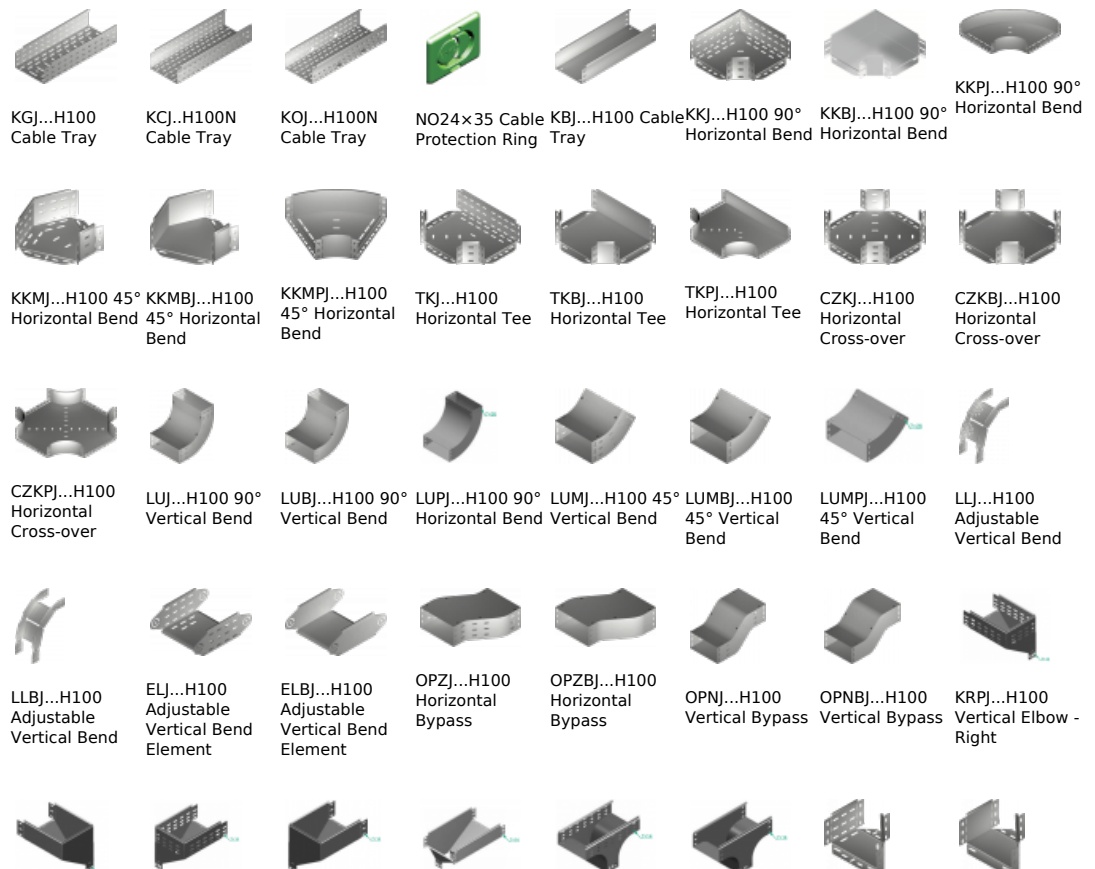 KGJ...H100
Cable Tray
KCJ..H100N
Cable Tray
KOJ...H100N
Cable Tray
NO24×35 Cable
Protection Ring
KBJ...H100 Cable
Tray
KKJ...H100 90°
Horizontal Bend
KKBJ...H100 90°
Horizontal Bend
KKPJ...H100 90°
Horizontal Bend
KKMJ...H100 45°
Horizontal Bend
KKMBJ...H100
45° Horizontal
Bend
KKMPJ...H100
45° Horizontal
Bend
TKJ...H100
Horizontal Tee
TKBJ...H100
Horizontal Tee
TKPJ...H100
Horizontal Tee
CZKJ...H100
Horizontal
Cross-over
CZKBJ...H100
Horizontal
Cross-over
CZKPJ...H100
Horizontal
Cross-over
LUJ...H100 90°
Vertical Bend
LUBJ...H100 90°
Vertical Bend
LUPJ...H100 90°
Horizontal Bend
LUMJ...H100 45°
Vertical Bend
LUMBJ...H100
45° Vertical
Bend
LUMPJ...H100
45° Vertical
Bend
LLJ...H100
Adjustable
Vertical Bend
LLBJ...H100
Adjustable
Vertical Bend
ELJ...H100
Adjustable
Vertical Bend
Element
ELBJ...H100
Adjustable
Vertical Bend
Element
OPZJ...H100
Horizontal
Bypass
OPZBJ...H100
Horizontal
Bypass
OPNJ...H100
Vertical Bypass
OPNBJ...H100
Vertical Bypass
KRPJ...H100
Vertical Elbow -
Right